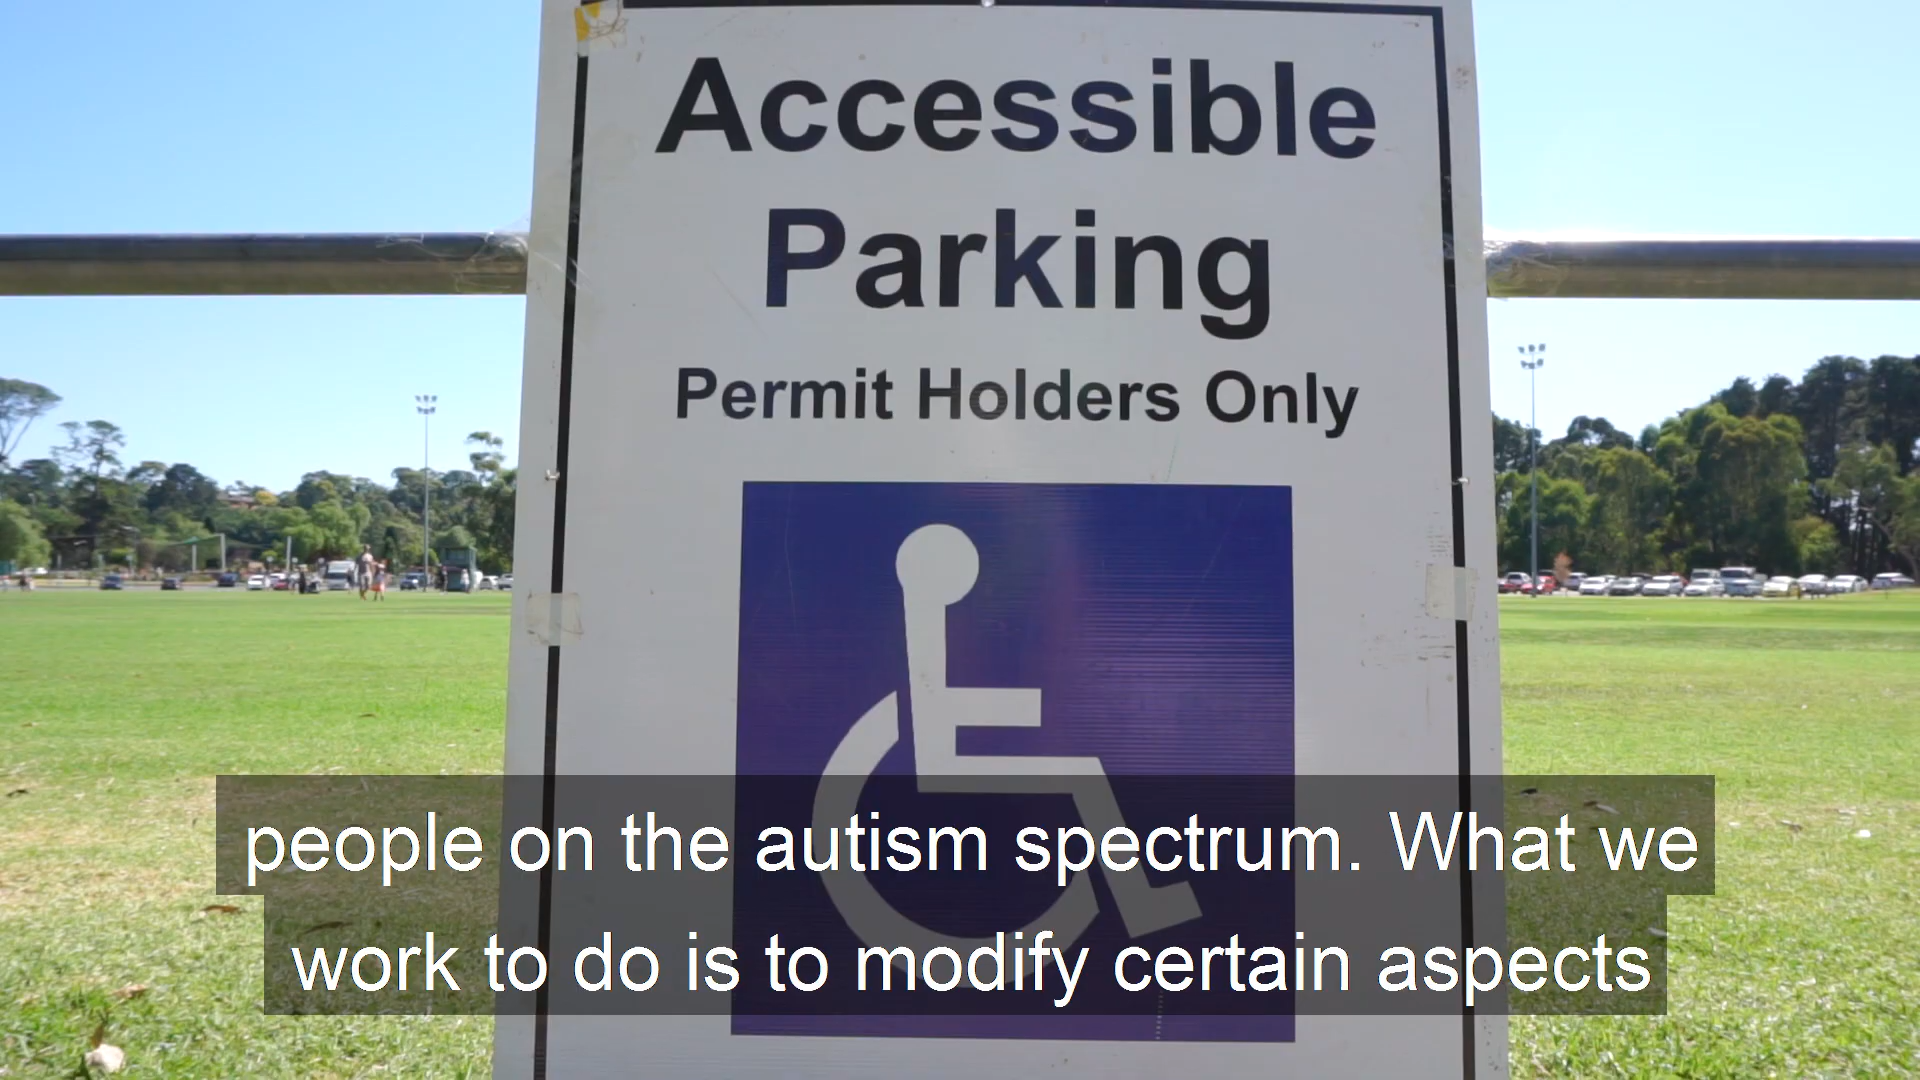 Accessible
Parking
Permit Holders Only
people on the autism spectrum. What we
work to do is to modify certain aspects